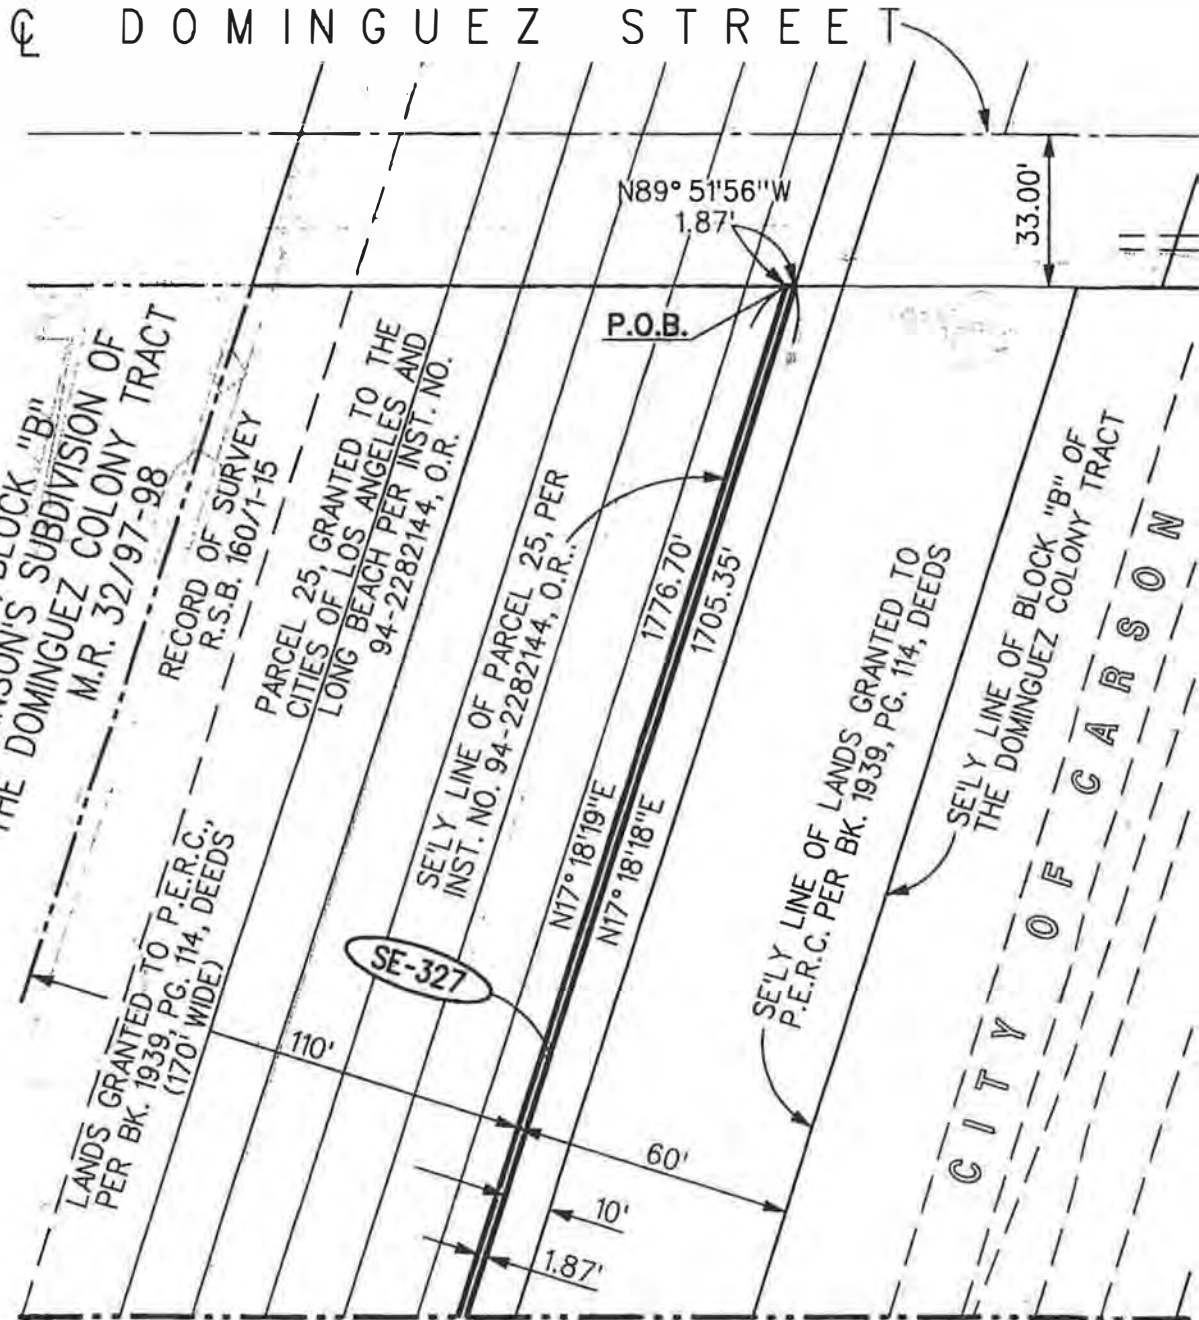 ℄ DOMINGUEZ STREET
N89°51'56"W
1.87'
33.00'
P.O.B.
BLOCK "B"
SUBDIVISION OF
THE DOMINGUEZ COLONY TRACT
M.R. 32/97-98
RECORD OF SURVEY
R.S.B. 160/1-15
PARCEL 25, GRANTED TO THE
CITIES OF LOS ANGELES AND
LONG BEACH PER INST. NO.
94-2282144, O.R.
SE'LY LINE OF PARCEL 25, PER
INST. NO. 94-2282144, O.R.
1776.70'
1705.35'
N17°18'19"E
N17°18'18"E
SE'LY LINE OF LANDS GRANTED TO
P.E.R.C. PER BK. 1939, PG. 114, DEEDS
SE'LY LINE OF BLOCK "B" OF
THE DOMINGUEZ COLONY TRACT
CITY OF CARSON
LANDS GRANTED TO P.E.R.C.,
PER BK. 1939, PG. 114, DEEDS
(170' WIDE)
SE-327
110'
60'
10'
1.87'